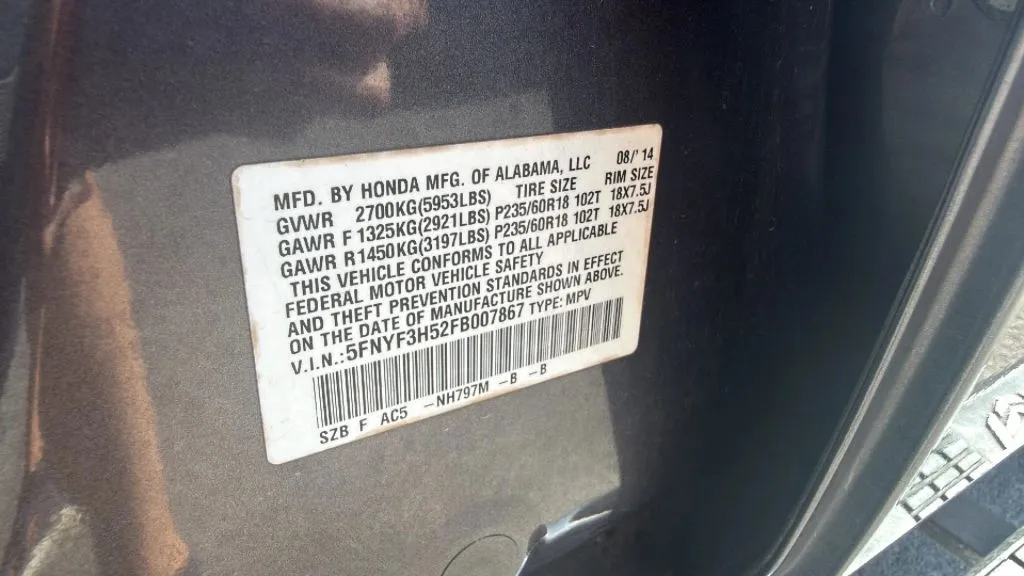 MFD. BY HONDA MFG. OF ALABAMA, LLC 08/'14
GVWR 2700KG(5953LBS) TIRE SIZE RIM SIZE
GAWR F 1325KG(2921LBS) P235/60R18 102T 18X7.5J
GAWR R1450KG(3197LBS) P235/60R18 102T 18X7.5J
THIS VEHICLE CONFORMS TO ALL APPLICABLE
FEDERAL MOTOR VEHICLE SAFETY
AND THEFT PREVENTION STANDARDS IN EFFECT
ON THE DATE OF MANUFACTURE SHOWN ABOVE.
V.I.N.:5FNYF3H52FB007867 TYPE: MPV
SZB F AC5 -NH797M -B -B